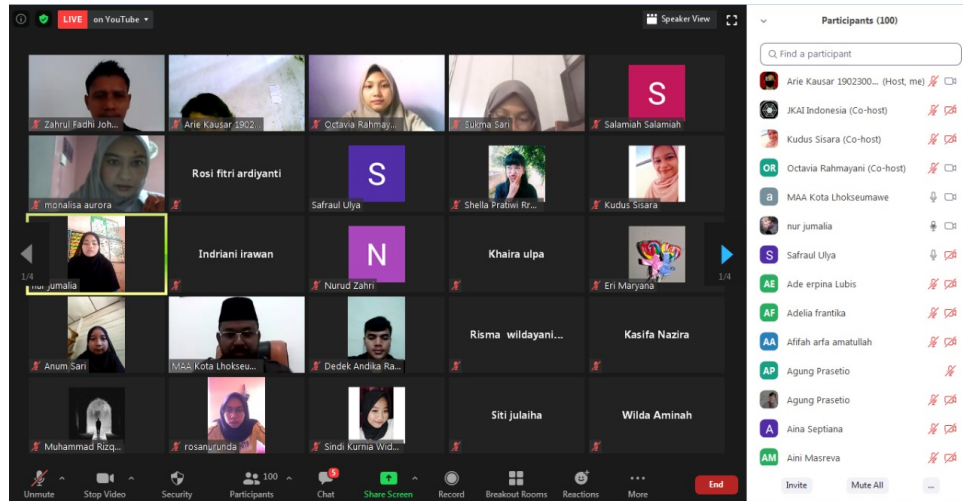 LIVE on YouTube
Speaker View
Zahrul Fadhi Joh...
Arie Kausar 1902...
Octavia Rahmay...
Sukma Sari
S
Salamiah Salamiah
monalisa aurora
Rosi fitri ardiyanti
S
Safraul Ulya
Shella Pratiwi Rr...
Kudus Sisara
1/4
nur jumalia
Indriani irawan
N
Nurud Zahri
Khaira ulpa
Eri Maryana
1/4
Anum Sari
MAA Kota Lhokseu...
Dedek Andika Ra...
Risma wildayani...
Kasifa Nazira
Muhammad Rizq...
rosanurunda
Sindi Kurnia Wid...
Siti julaiha
Wilda Aminah
Unmute
Stop Video
Security
100
Participants
5
Chat
Share Screen
Record
Breakout Rooms
Reactions
More
End
Participants (100)
Find a participant
Arie Kausar 1902300... (Host, me)
JKAI Indonesia (Co-host)
Kudus Sisara (Co-host)
OR Octavia Rahmayani (Co-host)
a MAA Kota Lhokseumawe
nur jumalia
S Safraul Ulya
AE Ade erpina Lubis
AF Adelia frantika
AA Afifah arfa amatullah
AP Agung Prasetio
Agung Prasetio
A Aina Septiana
AM Aini Masreva
Invite
Mute All
...